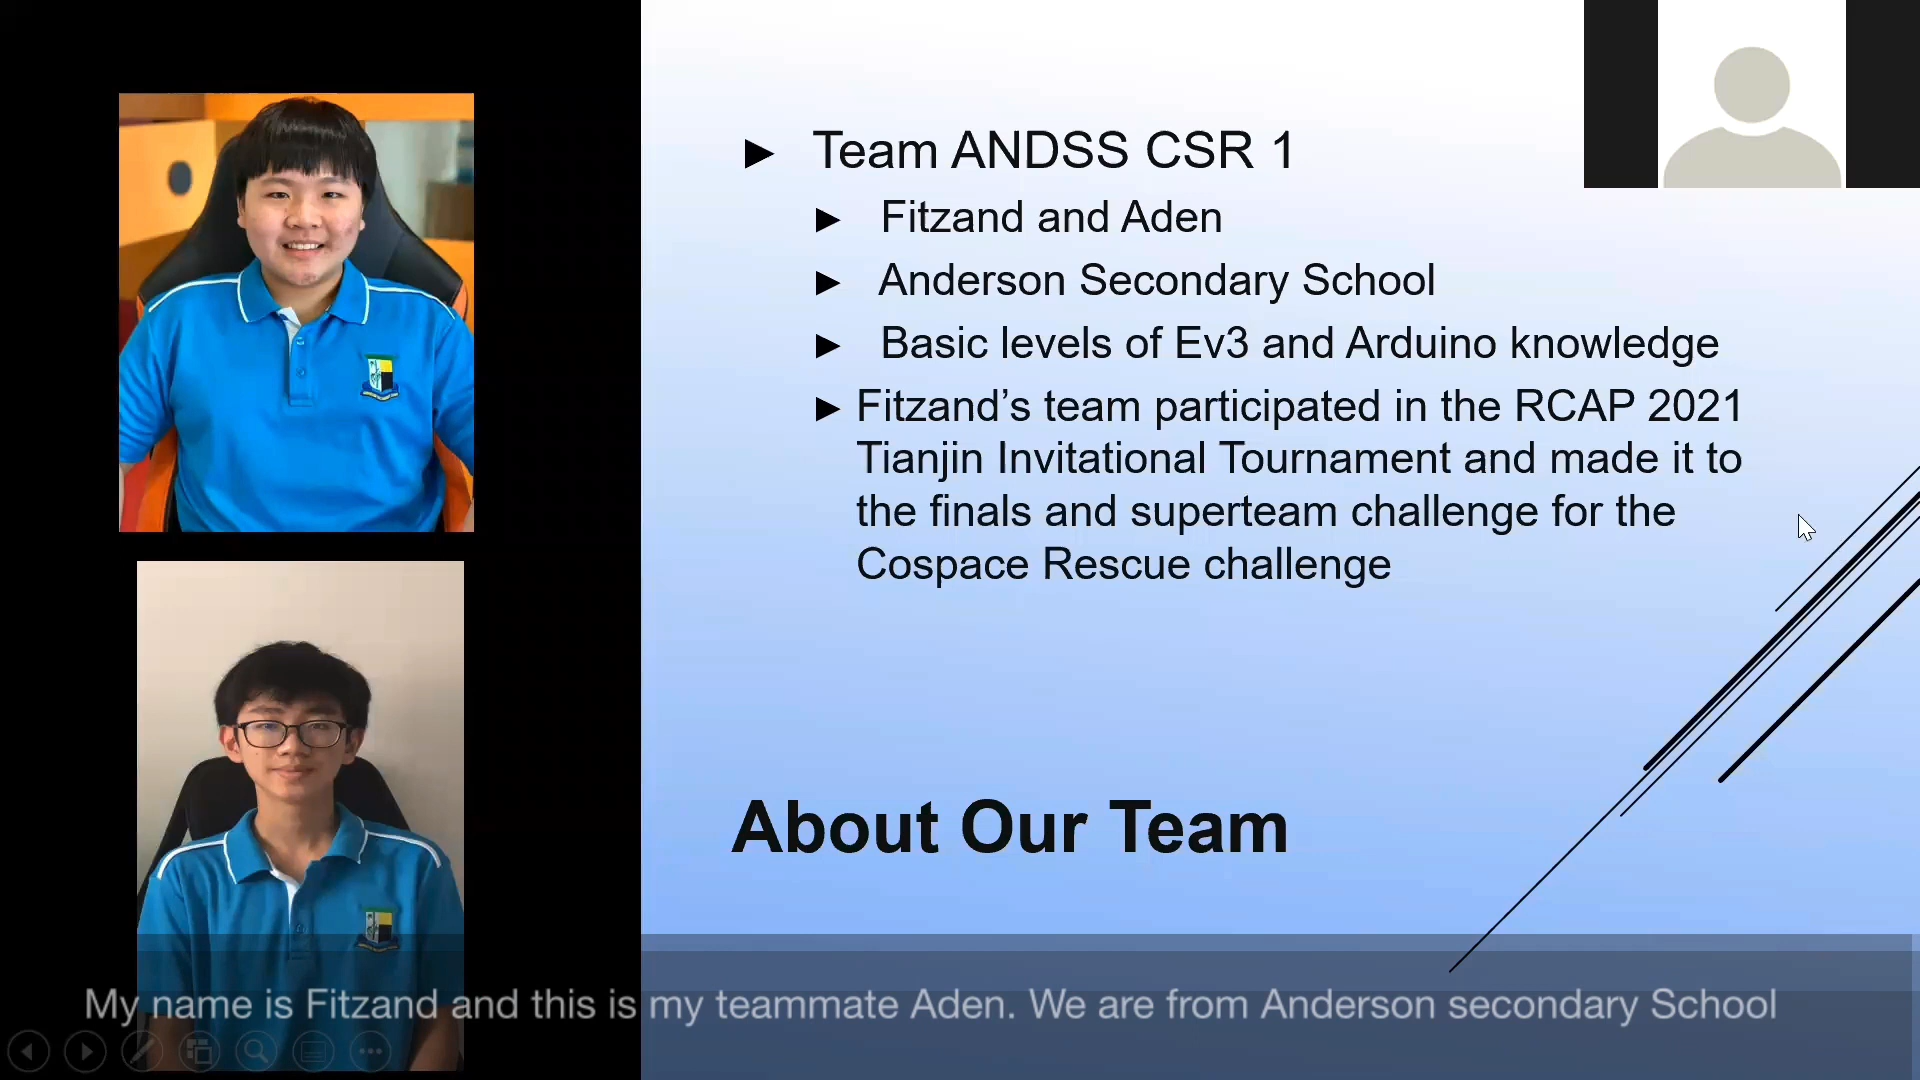 Team ANDSS CSR 1
Fitzand and Aden
Anderson Secondary School
Basic levels of Ev3 and Arduino knowledge
Fitzand’s team participated in the RCAP 2021
Tianjin Invitational Tournament and made it to
the finals and superteam challenge for the
Cospace Rescue challenge
About Our Team
My name is Fitzand and this is my teammate Aden. We are from Anderson secondary School